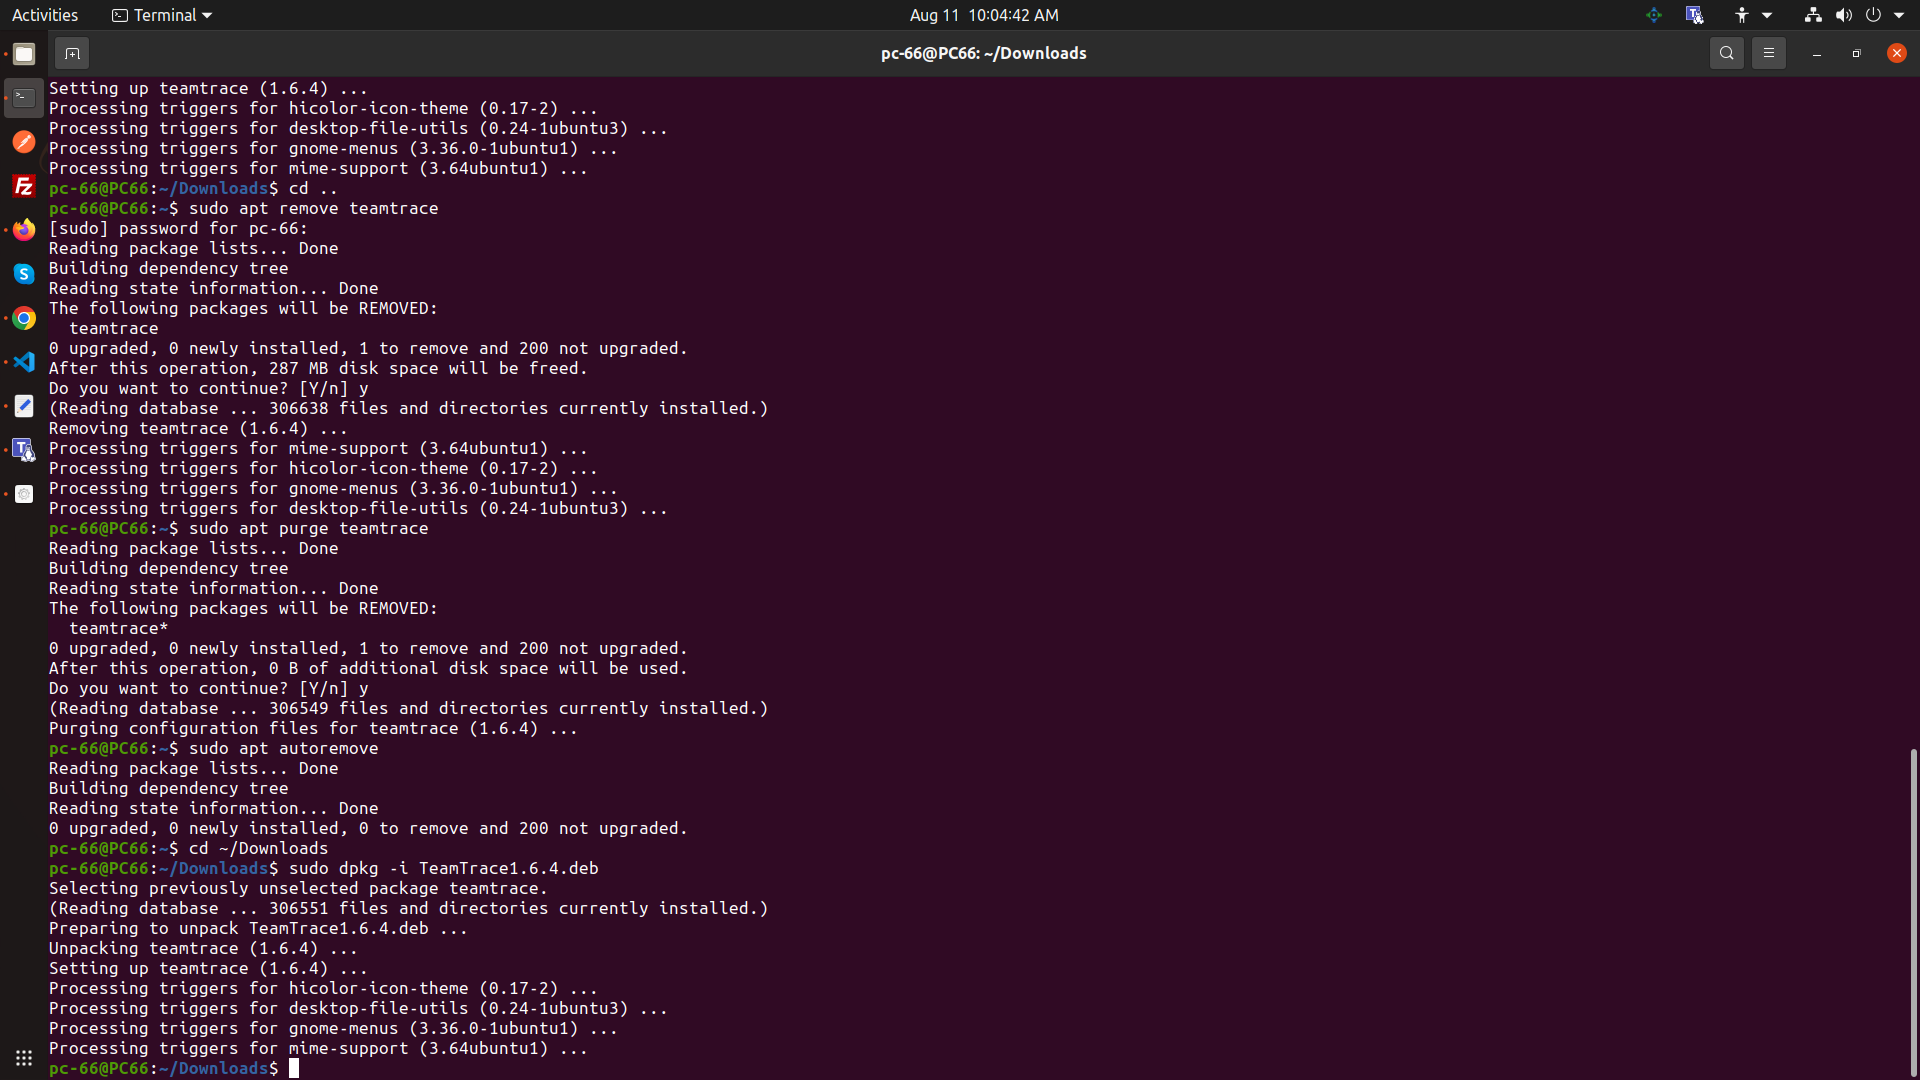 Activities
Terminal
Aug 11 10:04:42 AM
pc-66@PC66: ~/Downloads
Setting up teamtrace (1.6.4) ...
Processing triggers for hicolor-icon-theme (0.17-2) ...
Processing triggers for desktop-file-utils (0.24-1ubuntu3) ...
Processing triggers for gnome-menus (3.36.0-1ubuntu1) ...
Processing triggers for mime-support (3.64ubuntu1) ...
pc-66@PC66:~/Downloads$ cd ..
pc-66@PC66:~$ sudo apt remove teamtrace
[sudo] password for pc-66:
Reading package lists... Done
Building dependency tree
Reading state information... Done
The following packages will be REMOVED:
  teamtrace
0 upgraded, 0 newly installed, 1 to remove and 200 not upgraded.
After this operation, 287 MB disk space will be freed.
Do you want to continue? [Y/n] y
(Reading database ... 306638 files and directories currently installed.)
Removing teamtrace (1.6.4) ...
Processing triggers for mime-support (3.64ubuntu1) ...
Processing triggers for hicolor-icon-theme (0.17-2) ...
Processing triggers for gnome-menus (3.36.0-1ubuntu1) ...
Processing triggers for desktop-file-utils (0.24-1ubuntu3) ...
pc-66@PC66:~$ sudo apt purge teamtrace
Reading package lists... Done
Building dependency tree
Reading state information... Done
The following packages will be REMOVED:
  teamtrace*
0 upgraded, 0 newly installed, 1 to remove and 200 not upgraded.
After this operation, 0 B of additional disk space will be used.
Do you want to continue? [Y/n] y
(Reading database ... 306549 files and directories currently installed.)
Purging configuration files for teamtrace (1.6.4) ...
pc-66@PC66:~$ sudo apt autoremove
Reading package lists... Done
Building dependency tree
Reading state information... Done
0 upgraded, 0 newly installed, 0 to remove and 200 not upgraded.
pc-66@PC66:~$ cd ~/Downloads
pc-66@PC66:~/Downloads$ sudo dpkg -i TeamTrace1.6.4.deb
Selecting previously unselected package teamtrace.
(Reading database ... 306551 files and directories currently installed.)
Preparing to unpack TeamTrace1.6.4.deb ...
Unpacking teamtrace (1.6.4) ...
Setting up teamtrace (1.6.4) ...
Processing triggers for hicolor-icon-theme (0.17-2) ...
Processing triggers for desktop-file-utils (0.24-1ubuntu3) ...
Processing triggers for gnome-menus (3.36.0-1ubuntu1) ...
Processing triggers for mime-support (3.64ubuntu1) ...
pc-66@PC66:~/Downloads$